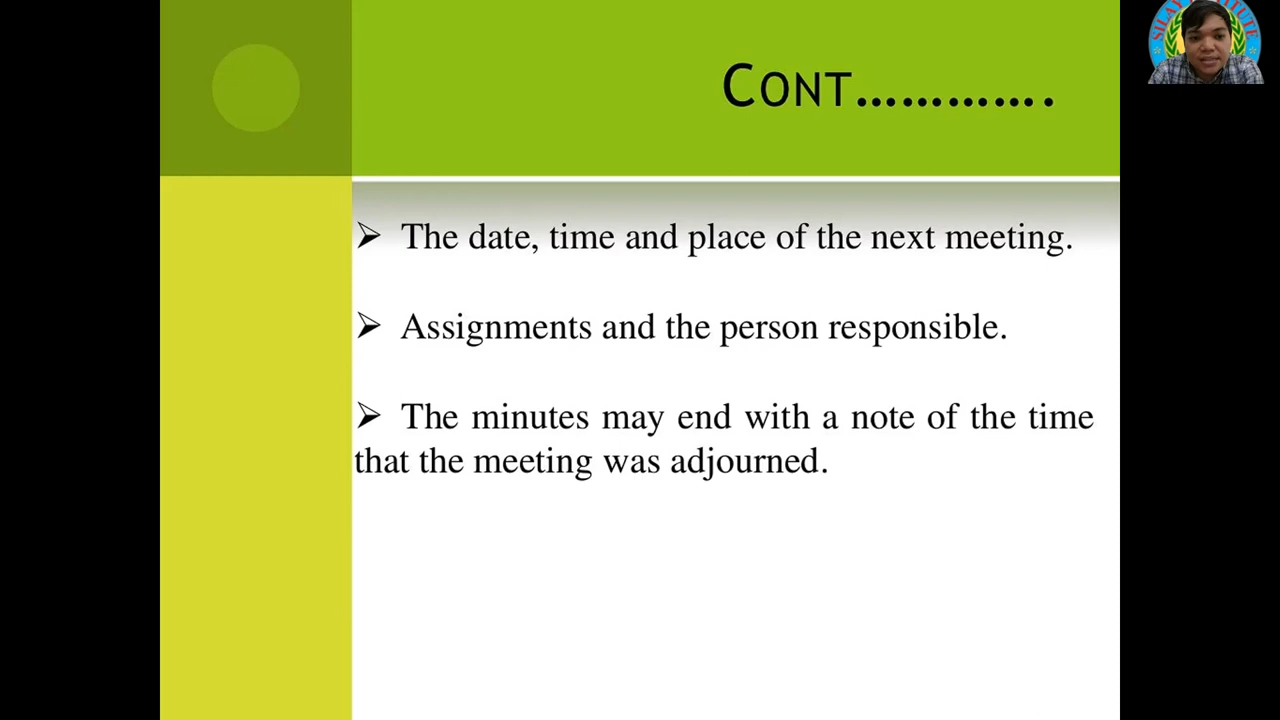 CONT………….
➢ The date, time and place of the next meeting.
➢ Assignments and the person responsible.
➢ The minutes may end with a note of the time
that the meeting was adjourned.